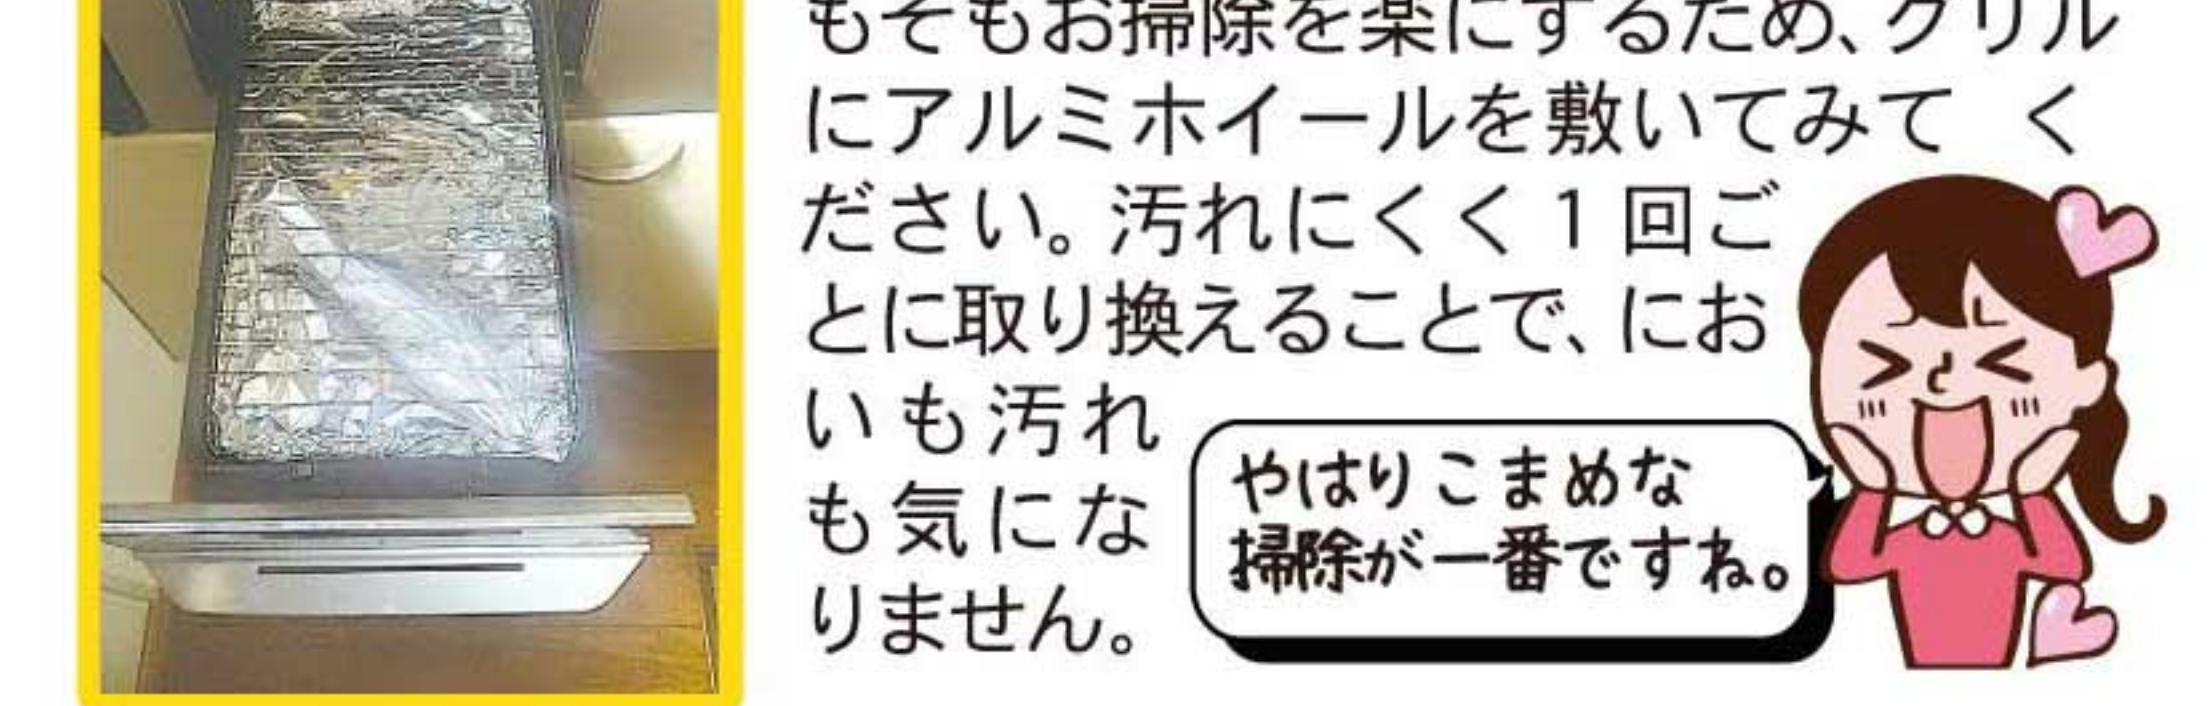 もそもお掃除を楽にするため、グリル
にアルミホイールを敷いてみて く
ださい。汚れにくく1回ご
とに取り換えることで、にお
いも汚れ
も気にな
りません。
やはりこまめな
掃除が一番ですね。